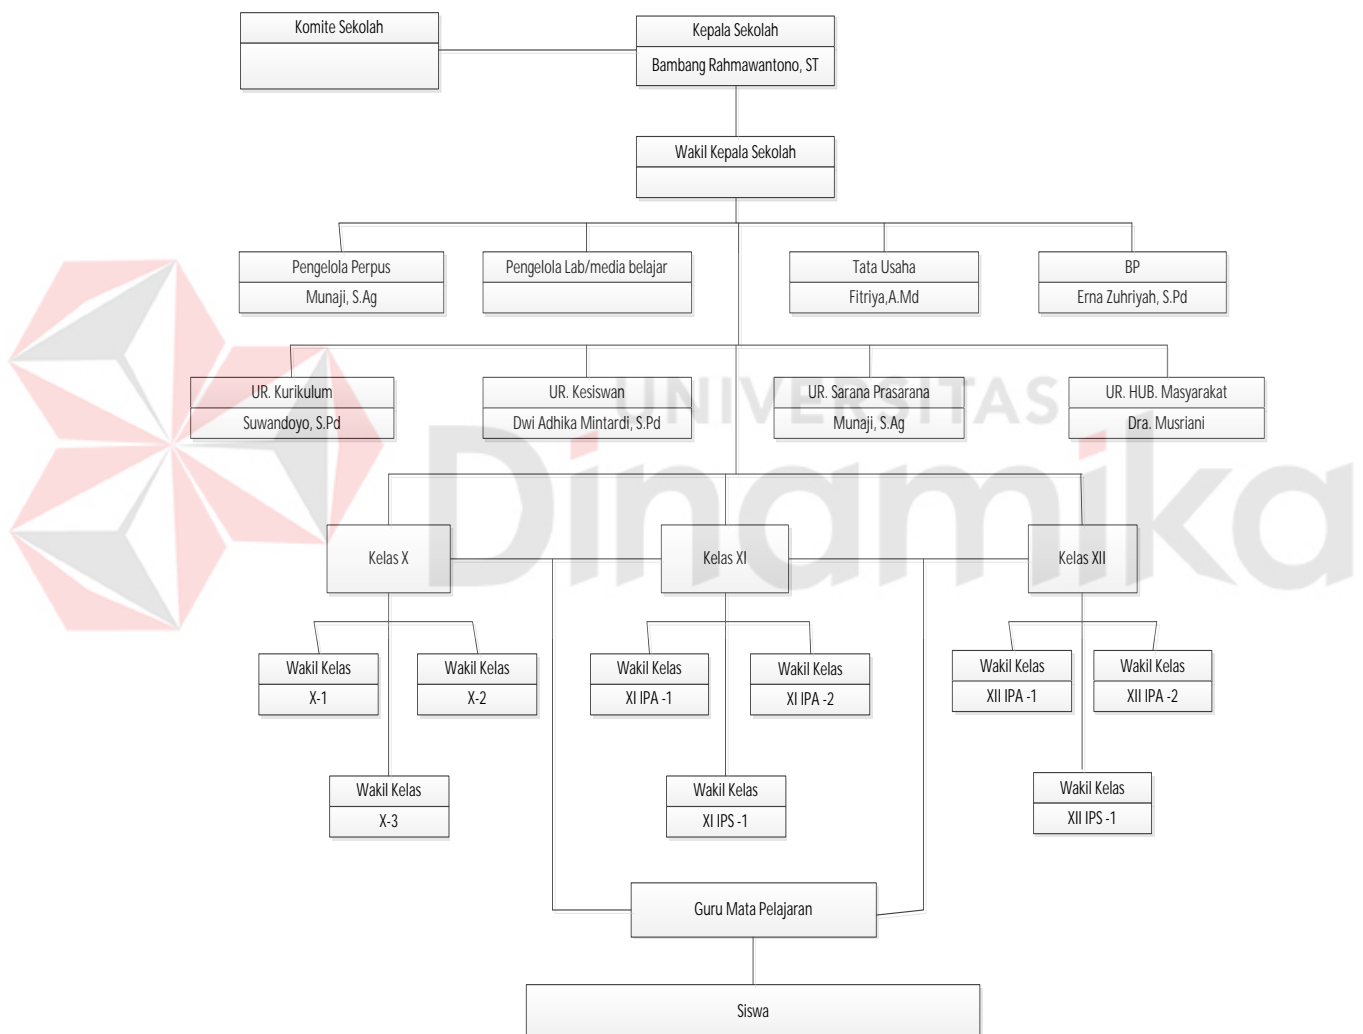 Komite Sekolah
Kepala Sekolah
Bambang Rahmawantono, ST
Wakil Kepala Sekolah
Pengelola Perpus
Munaji, S.Ag
Pengelola Lab/media belajar
Tata Usaha
Fitriya,A.Md
BP
Erna Zuhriyah, S.Pd
UR. Kurikulum
Suwandoyo, S.Pd
UR. Kesiswan
Dwi Adhika Mintardi, S.Pd
UR. Sarana Prasarana
Munaji, S.Ag
UR. HUB. Masyarakat
Dra. Musriani
UNIVERSITAS
Dinamika
Kelas X
Kelas XI
Kelas XII
Wakil Kelas
X-1
Wakil Kelas
X-2
Wakil Kelas
XI IPA -1
Wakil Kelas
XI IPA -2
Wakil Kelas
XII IPA -1
Wakil Kelas
XII IPA -2
Wakil Kelas
X-3
Wakil Kelas
XI IPS -1
Wakil Kelas
XII IPS -1
Guru Mata Pelajaran
Siswa